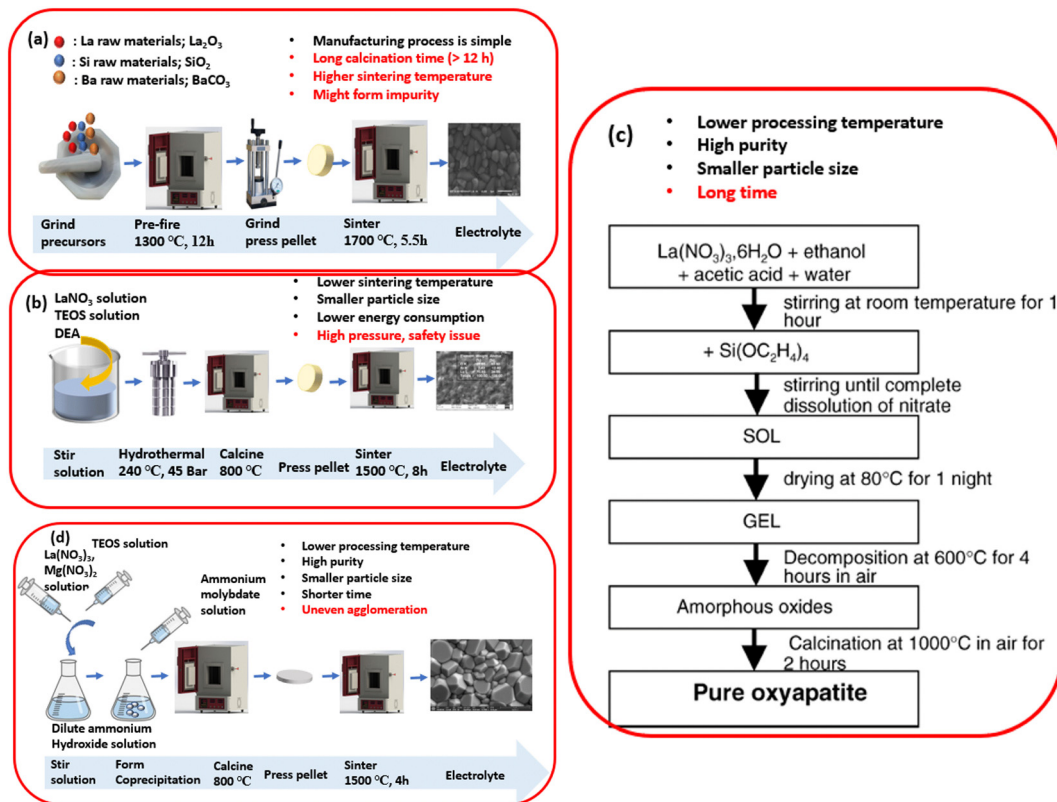 (a)
: La raw materials; La₂O₃
: Si raw materials; SiO₂
: Ba raw materials; BaCO₃
• Manufacturing process is simple
• Long calcination time (> 12 h)
• Higher sintering temperature
• Might form impurity
Grind
precursors
Pre-fire
1300 °C, 12h
Grind
press pellet
Sinter
1700 °C, 5.5h
Electrolyte
(b)
LaNO₃ solution
TEOS solution
DEA
• Lower sintering temperature
• Smaller particle size
• Lower energy consumption
• High pressure, safety issue
Stir
solution
Hydrothermal
240 °C, 45 Bar
Calcine
800 °C
Press pellet
Sinter
1500 °C, 8h
Electrolyte
(d)
TEOS solution
La(NO₃)₃,
Mg(NO₃)₂
solution
Ammonium
molybdate
solution
• Lower processing temperature
• High purity
• Smaller particle size
• Shorter time
• Uneven agglomeration
Dilute ammonium
Hydroxide solution
Stir
solution
Form
Coprecipitation
Calcine
800 °C
Press pellet
Sinter
1500 °C, 4h
Electrolyte
(c)
• Lower processing temperature
• High purity
• Smaller particle size
• Long time
La(NO₃)₃,6H₂O + ethanol
+ acetic acid + water
stirring at room temperature for 1
hour
+ Si(OC₂H₄)₄
stirring until complete
dissolution of nitrate
SOL
drying at 80°C for 1 night
GEL
Decomposition at 600°C for 4
hours in air
Amorphous oxides
Calcination at 1000°C in air for
2 hours
Pure oxyapatite